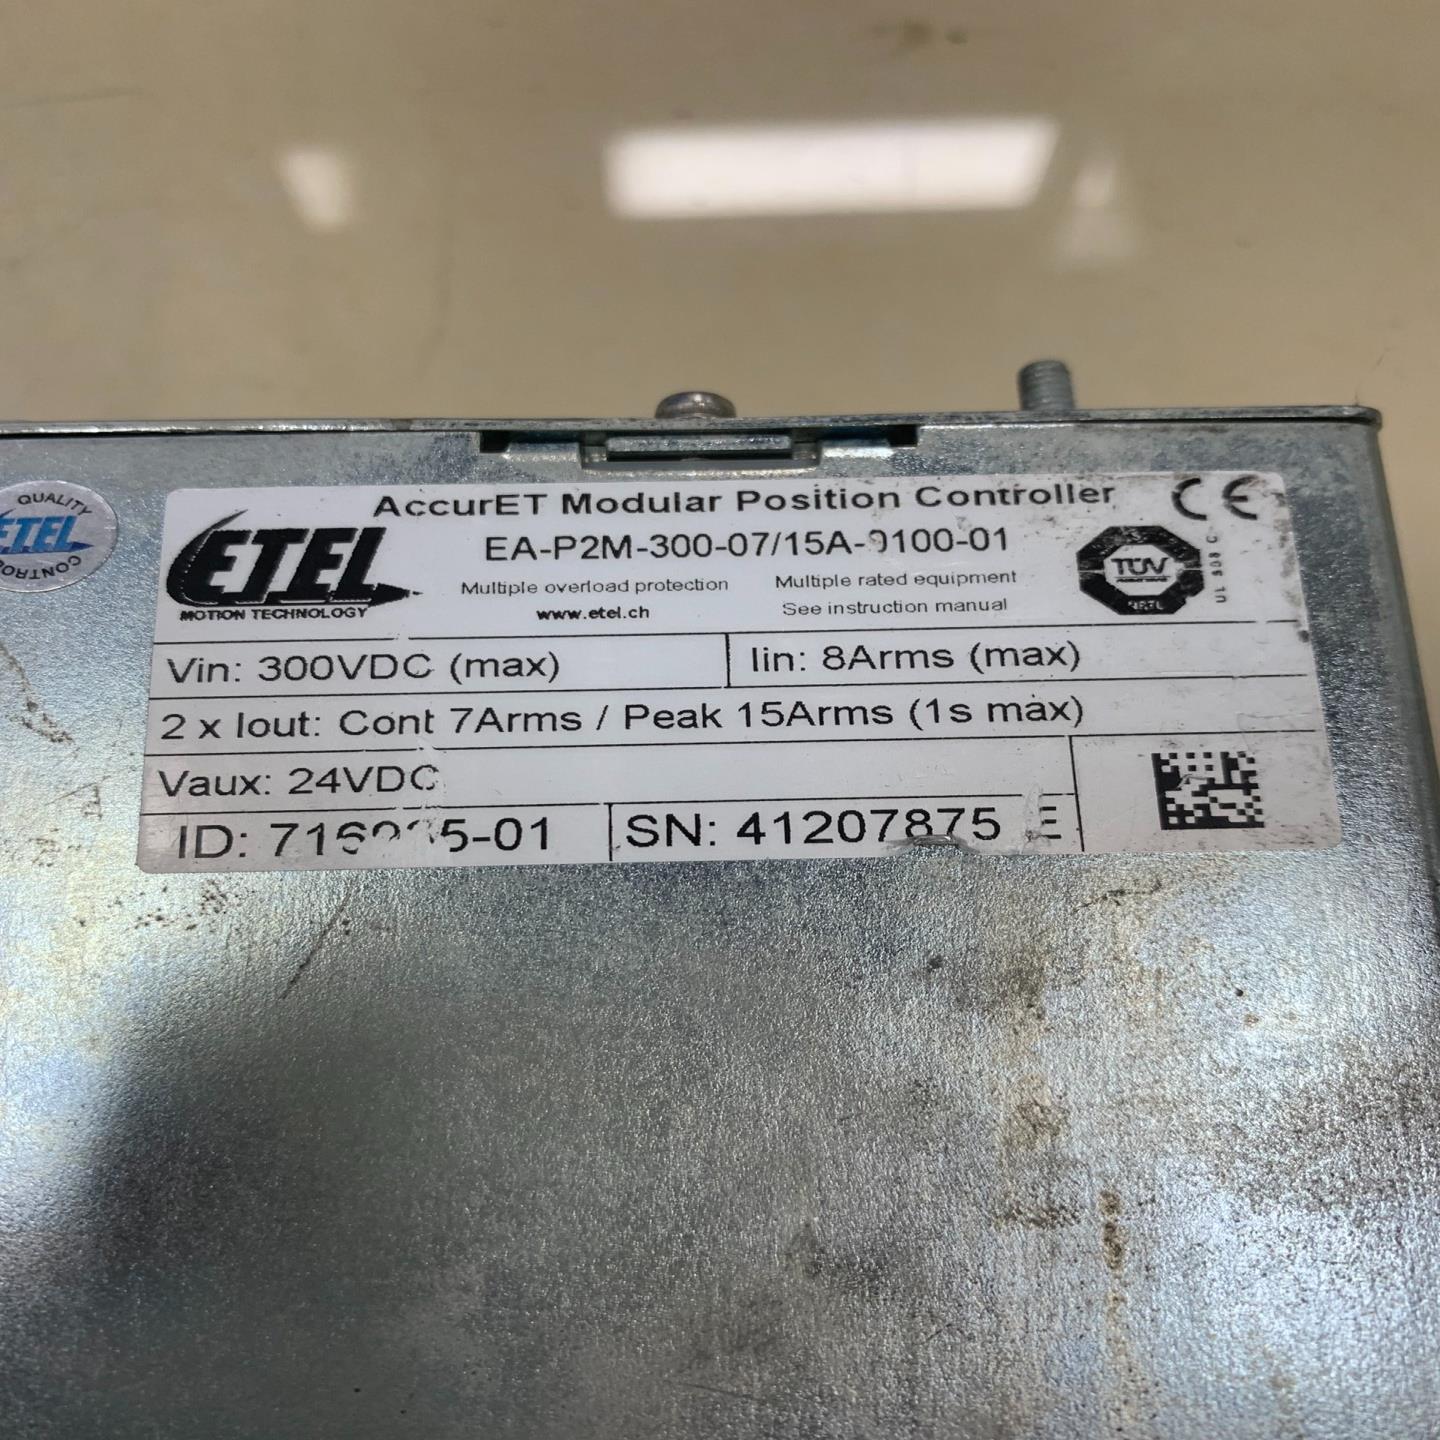 QUALITY
ETEL
AccurET Modular Position Controller
CE
ETEL
MOTION TECHNOLOGY
Multiple overload protection
Multiple rated equipment
www.etel.ch
See instruction manual
TÜV
Vin: 300VDC (max)
Iin: 8Arms (max)
2 x Iout: Cont 7Arms / Peak 15Arms (1s max)
Vaux: 24VDC
ID:
SN: 41207875 E